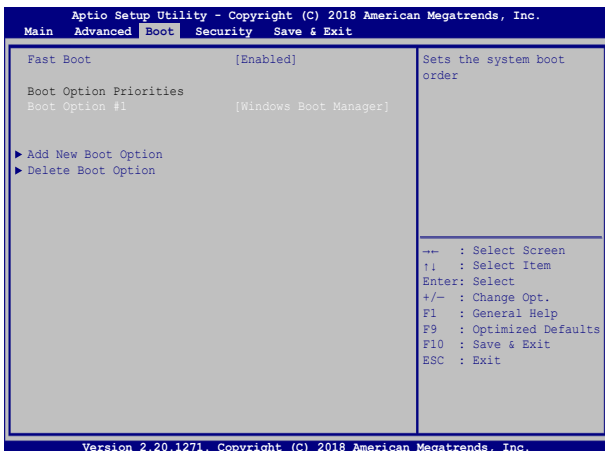 Aptio Setup Utility - Copyright (C) 2018 American Megatrends, Inc.
Main Advanced Boot Security Save & Exit
Fast Boot [Enabled]
Boot Option Priorities
Boot Option #1 [Windows Boot Manager]
▶ Add New Boot Option
▶ Delete Boot Option
Sets the system boot
order
→← : Select Screen
↑↓ : Select Item
Enter: Select
+/— : Change Opt.
F1 : General Help
F9 : Optimized Defaults
F10 : Save & Exit
ESC : Exit
Version 2.20.1271. Copyright (C) 2018 American Megatrends, Inc.